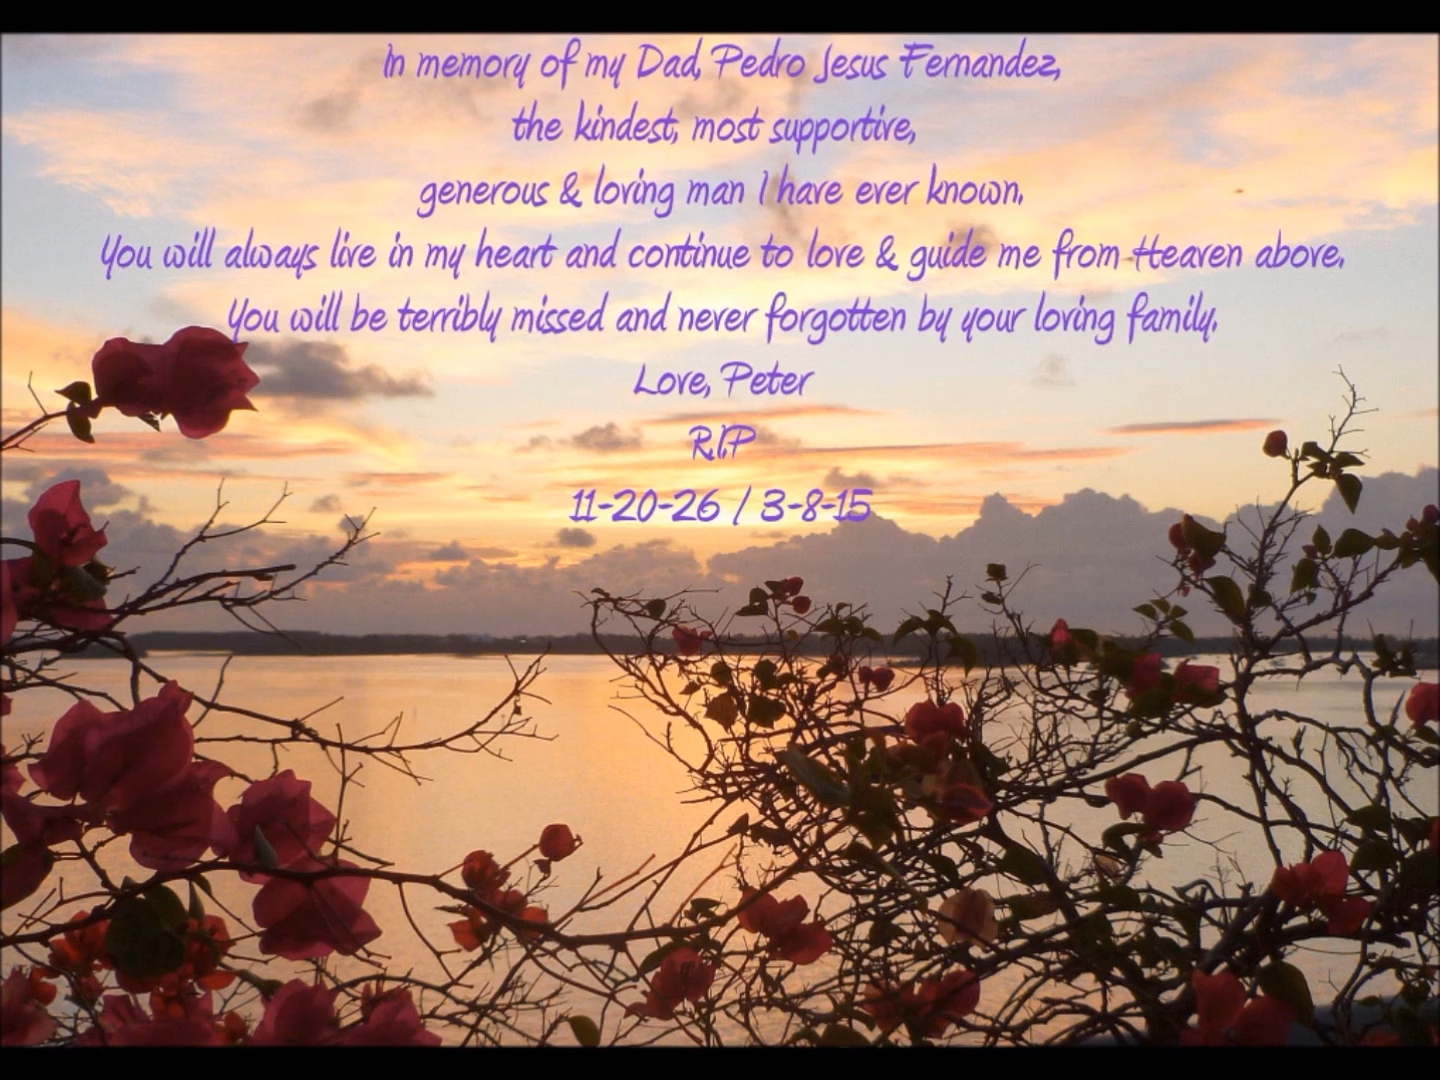 In memory of my Dad, Pedro Jesus Fernandez,
the kindest, most supportive,
generous & loving man I have ever known.
You will always live in my heart and continue to love & guide me from Heaven above.
You will be terribly missed and never forgotten by your loving family.
Love, Peter
R.I.P
11-20-26 / 3-8-15